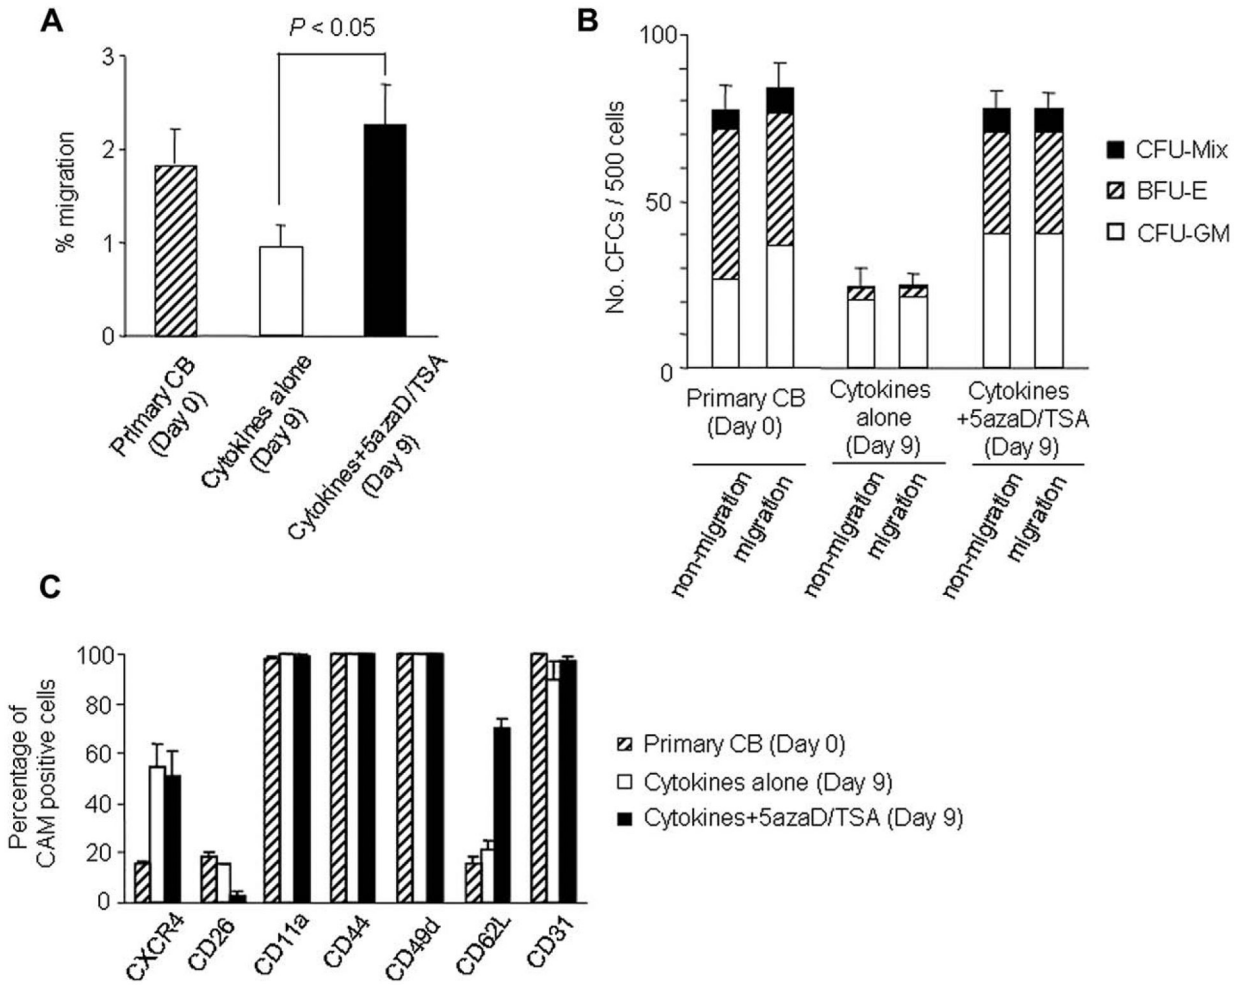 A
P < 0.05
3
2
1
0
% migration
Primary CB
(Day 0)
Cytokines alone
(Day 9)
Cytokines+5azaD/TSA
(Day 9)
B
100
50
0
No. CFCs / 500 cells
CFU-Mix
BFU-E
CFU-GM
Primary CB
(Day 0)
Cytokines
alone
(Day 9)
Cytokines
+5azaD/TSA
(Day 9)
non-migration
migration
non-migration
migration
non-migration
migration
C
100
80
60
40
20
0
Percentage of
CAM positive cells
CXCR4
CD26
CD11a
CD44
CD49d
CD62L
CD31
Primary CB (Day 0)
Cytokines alone (Day 9)
Cytokines+5azaD/TSA (Day 9)